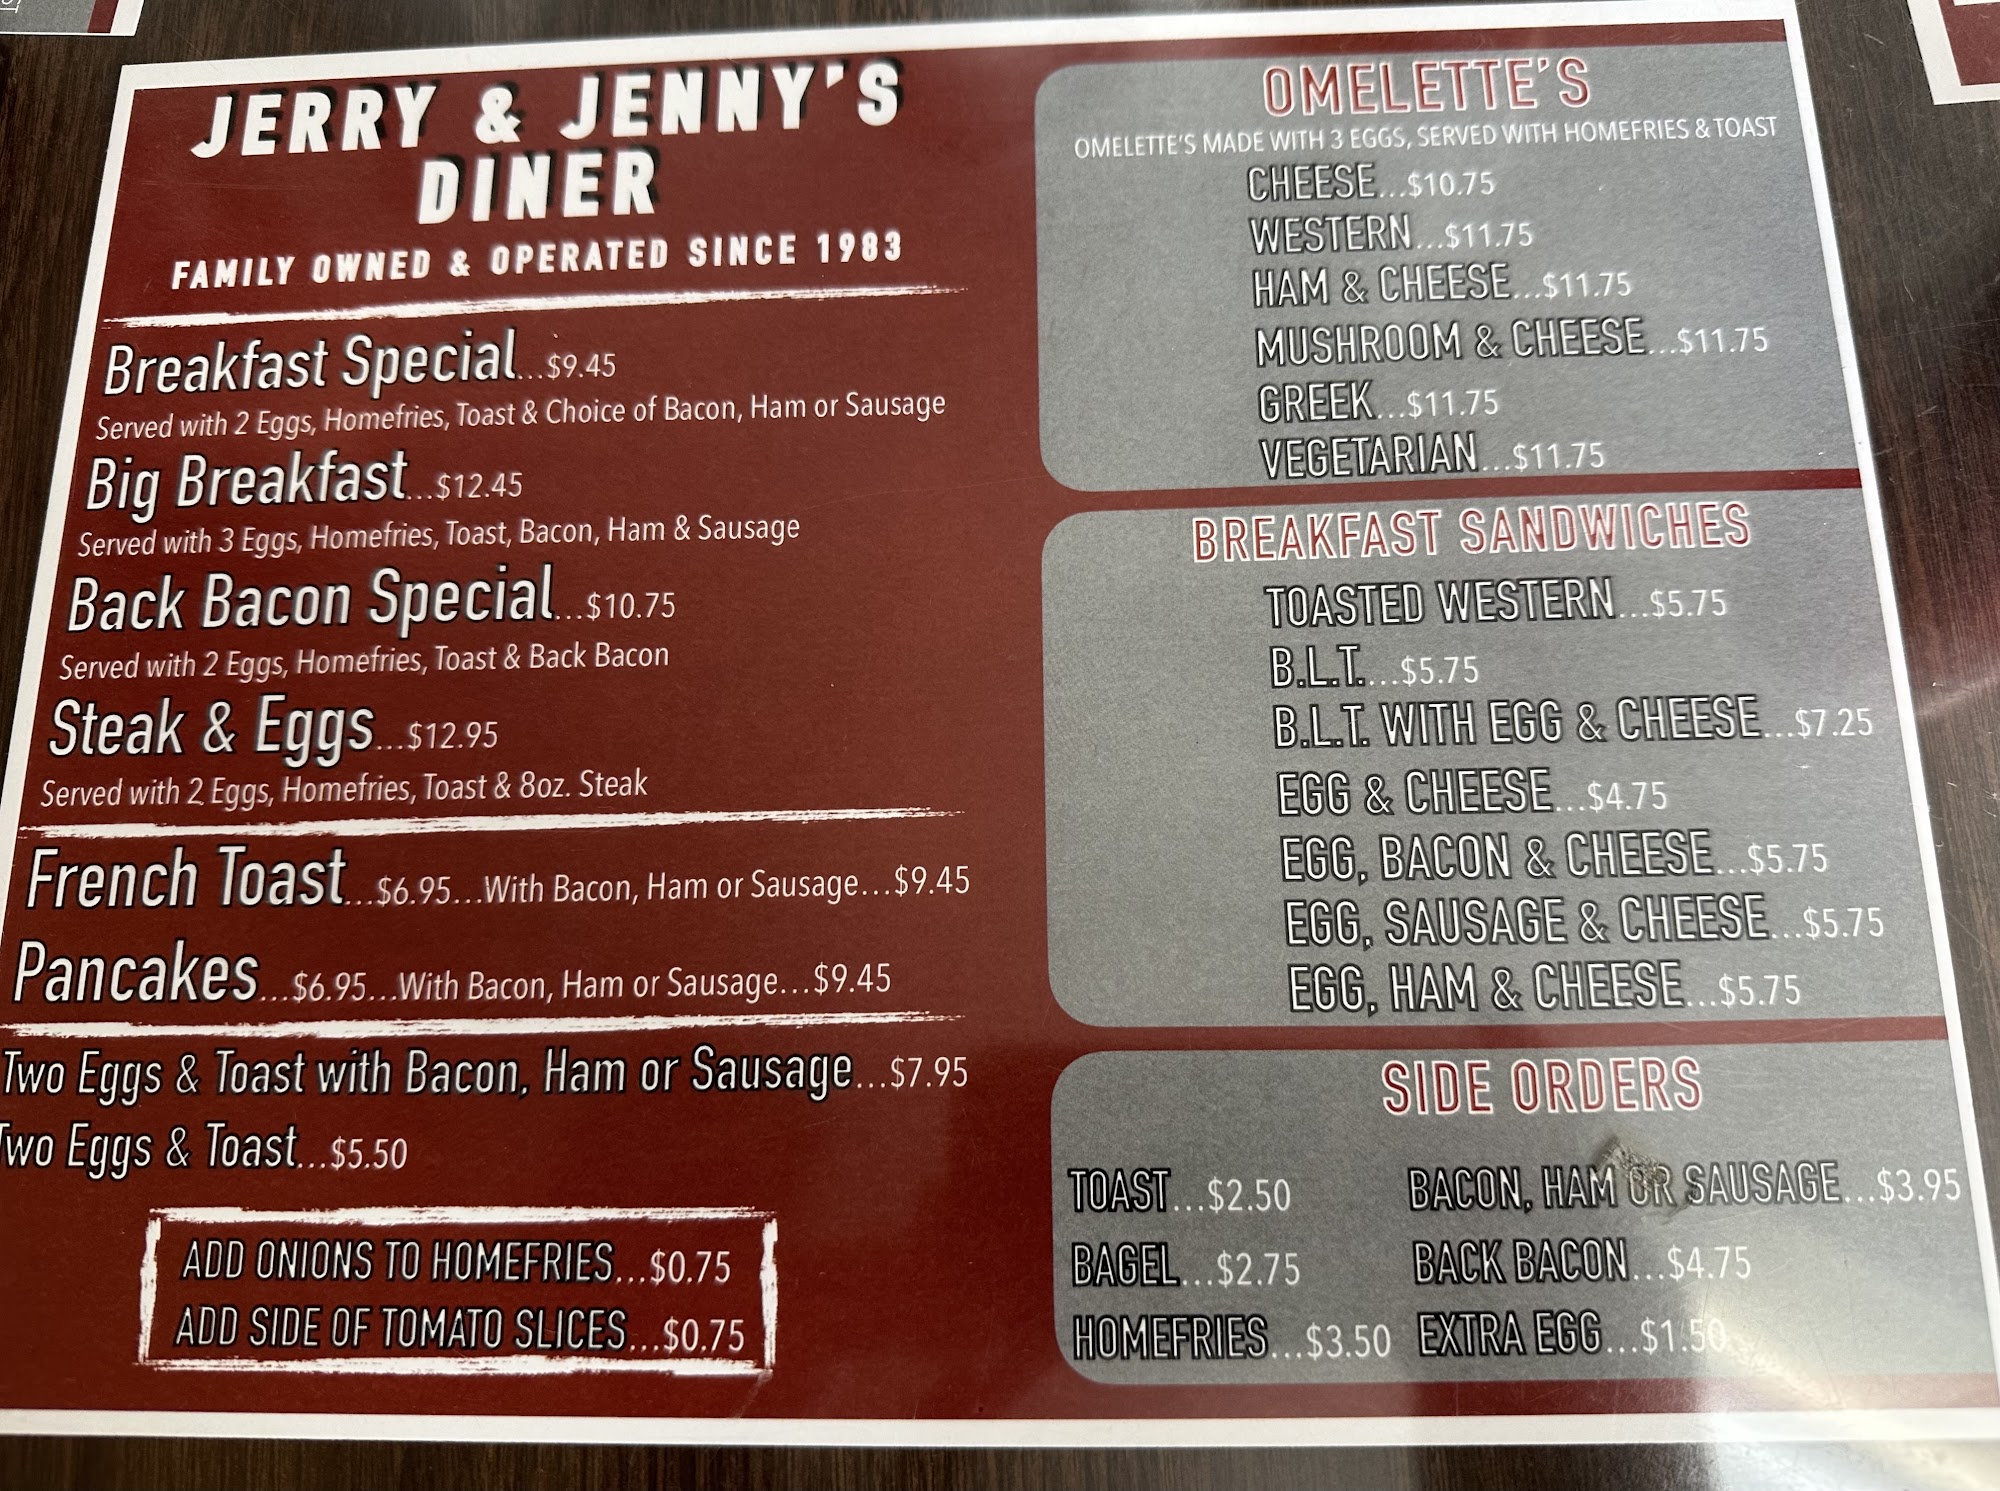 JERRY & JENNY'S
DINER
FAMILY OWNED & OPERATED SINCE 1983
Breakfast Special...$9.45
Served with 2 Eggs, Homefries, Toast & Choice of Bacon, Ham or Sausage
Big Breakfast...$12.45
Served with 3 Eggs, Homefries, Toast, Bacon, Ham & Sausage
Back Bacon Special...$10.75
Served with 2 Eggs, Homefries, Toast & Back Bacon
Steak & Eggs...$12.95
Served with 2 Eggs, Homefries, Toast & 8oz. Steak
French Toast...$6.95...With Bacon, Ham or Sausage...$9.45
Pancakes...$6.95...With Bacon, Ham or Sausage...$9.45
Two Eggs & Toast with Bacon, Ham or Sausage...$7.95
Two Eggs & Toast...$5.50
ADD ONIONS TO HOMEFRIES...$0.75
ADD SIDE OF TOMATO SLICES...$0.75
OMELETTE'S
OMELETTE'S MADE WITH 3 EGGS, SERVED WITH HOMEFRIES & TOAST
CHEESE...$10.75
WESTERN...$11.75
HAM & CHEESE...$11.75
MUSHROOM & CHEESE...$11.75
GREEK...$11.75
VEGETARIAN...$11.75
BREAKFAST SANDWICHES
TOASTED WESTERN...$5.75
B.L.T....$5.75
B.L.T. WITH EGG & CHEESE...$7.25
EGG & CHEESE...$4.75
EGG, BACON & CHEESE...$5.75
EGG, SAUSAGE & CHEESE...$5.75
EGG, HAM & CHEESE...$5.75
SIDE ORDERS
TOAST...$2.50
BAGEL...$2.75
HOMEFRIES...$3.50
BACON, HAM OR SAUSAGE...$3.95
BACK BACON...$4.75
EXTRA EGG...$1.50